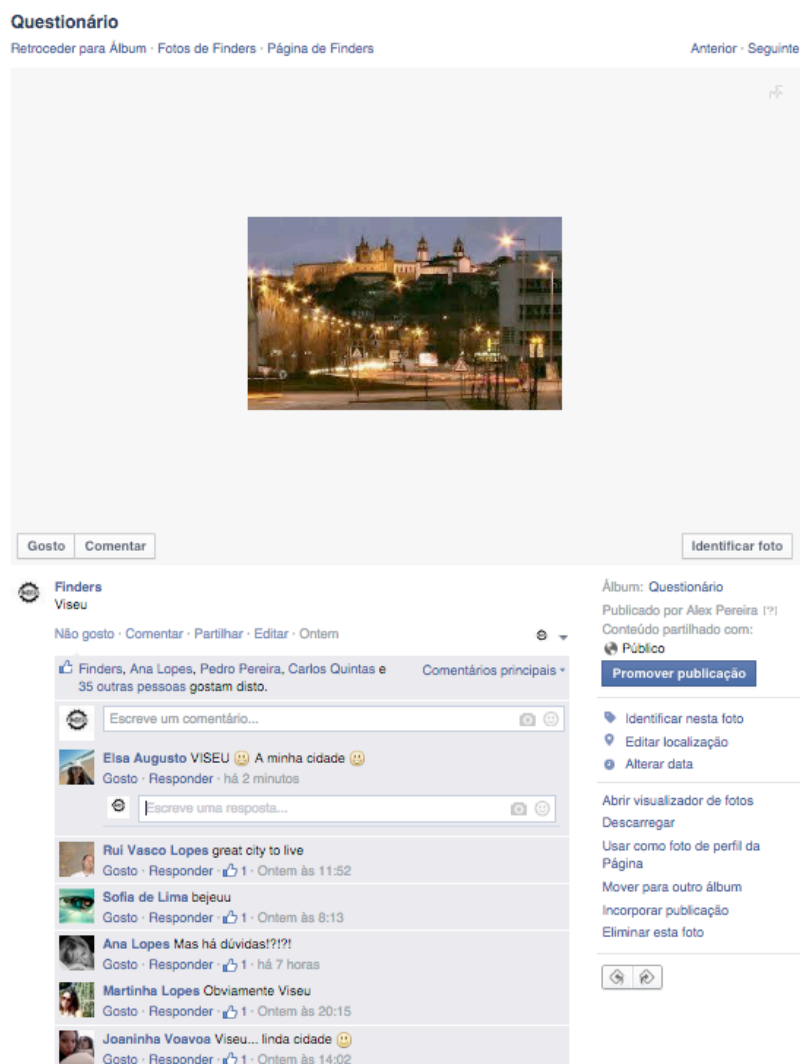 Questionário
Retroceder para Álbum · Fotos de Finders · Página de Finders
Anterior · Seguinte
Gosto
Comentar
Identificar foto
Finders
Viseu
Não gosto · Comentar · Partilhar · Editar · Ontem
Finders, Ana Lopes, Pedro Pereira, Carlos Quintas e
35 outras pessoas gostam disto.
Comentários principais
Escreve um comentário...
Elsa Augusto VISEU 🙂 A minha cidade 🙂
Gosto · Responder · há 2 minutos
Escreve uma resposta...
Rui Vasco Lopes great city to live
Gosto · Responder · 1 · Ontem às 11:52
Sofia de Lima bejeuu
Gosto · Responder · 1 · Ontem às 8:13
Ana Lopes Mas há dúvidas!?!?!
Gosto · Responder · 1 · há 7 horas
Martinha Lopes Obviamente Viseu
Gosto · Responder · 1 · Ontem às 20:15
Joaninha Voavoa Viseu... linda cidade 🙂
Gosto · Responder · 1 · Ontem às 14:02
Álbum: Questionário
Publicado por Alex Pereira [?]
Conteúdo partilhado com:
Público
Promover publicação
Identificar nesta foto
Editar localização
Alterar data
Abrir visualizador de fotos
Descarregar
Usar como foto de perfil da
Página
Mover para outro álbum
Incorporar publicação
Eliminar esta foto